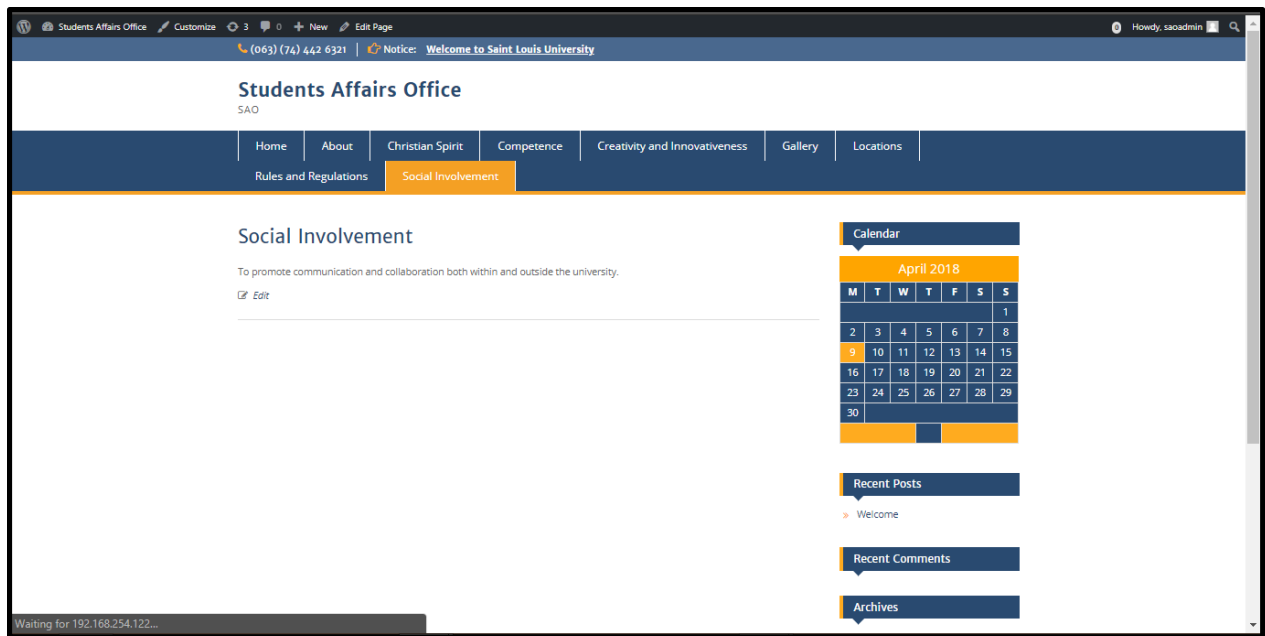 Students Affairs Office Customize 3 0 New Edit Page 0 Howdy, saoadmin
(063) (74) 442 6321 | Notice: Welcome to Saint Louis University
Students Affairs Office
SAO
Home About Christian Spirit Competence Creativity and Innovativeness Gallery Locations
Rules and Regulations Social Involvement
Social Involvement
To promote communication and collaboration both within and outside the university.
Edit
Calendar
April 2018
M T W T F S S
1
2 3 4 5 6 7 8
9 10 11 12 13 14 15
16 17 18 19 20 21 22
23 24 25 26 27 28 29
30
Recent Posts
» Welcome
Recent Comments
Archives
Waiting for 192.168.254.122...